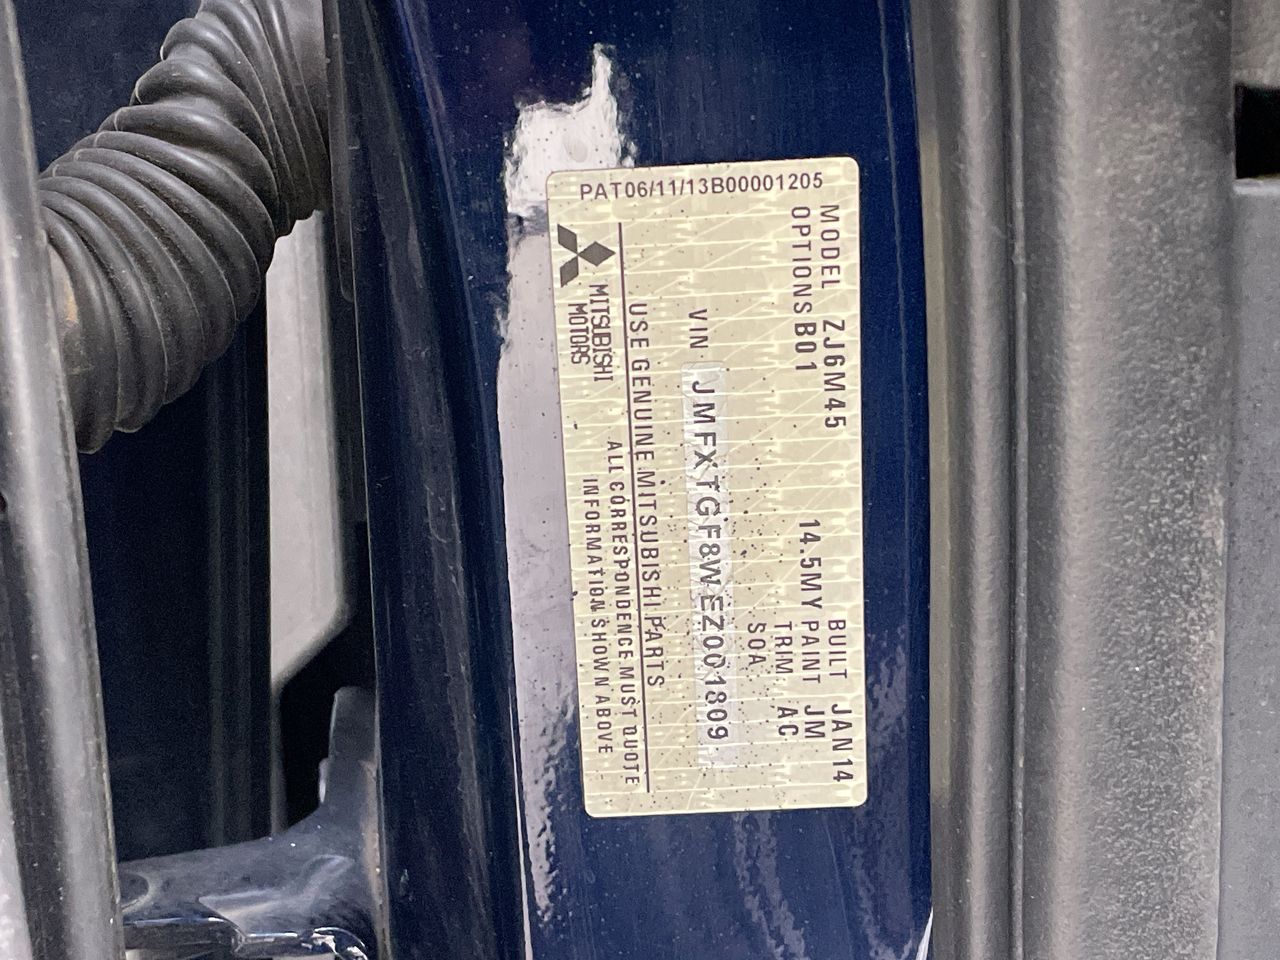 PAT06/11/13B00001205
MODEL ZJ6M45 BUILT JAN14
OPTIONS B01 14.5MY PAINT JM
TRIM AC
SOA
VIN JMFXTGF8WEZ001809
USE GENUINE MITSUBISHI PARTS
MITSUBISHI
MOTORS
ALL CORRESPONDENCE MUST QUOTE
INFORMATION SHOWN ABOVE